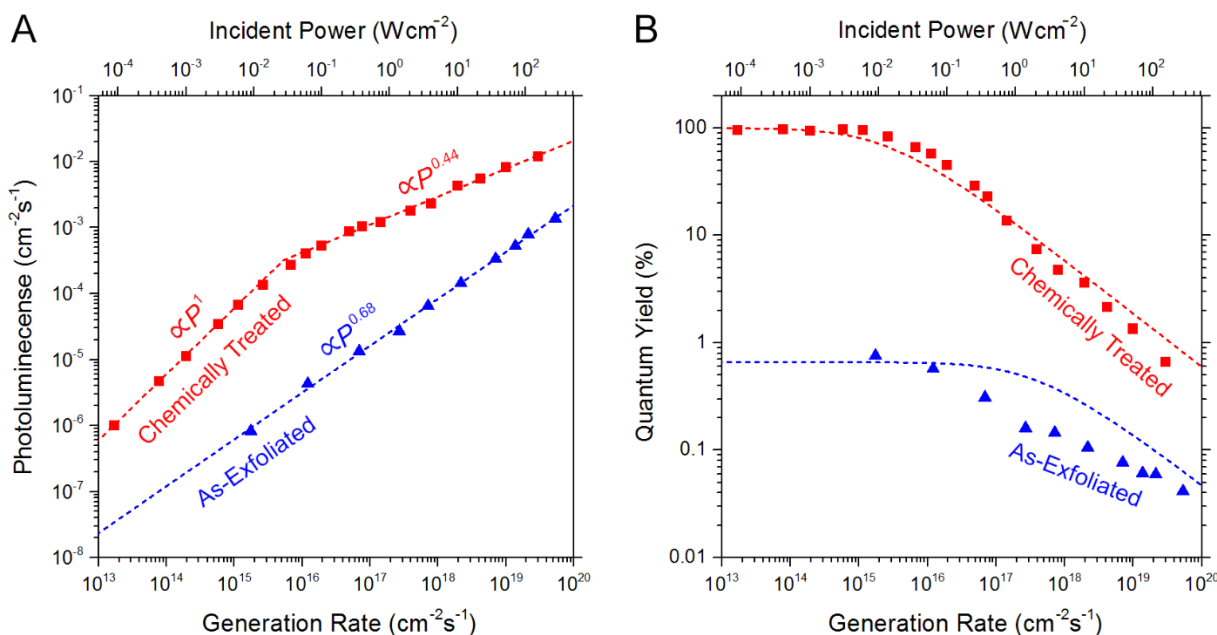 A
Incident Power (Wcm⁻²)
10⁻⁴ 10⁻³ 10⁻² 10⁻¹ 10⁰ 10¹ 10²
Photoluminecense (cm⁻²s⁻¹)
10⁻¹
10⁻²
10⁻³
10⁻⁴
10⁻⁵
10⁻⁶
10⁻⁷
10⁻⁸
∝P⁰·⁴⁴
∝P¹
Chemically Treated
∝P⁰·⁶⁸
As-Exfoliated
10¹³ 10¹⁴ 10¹⁵ 10¹⁶ 10¹⁷ 10¹⁸ 10¹⁹ 10²⁰
Generation Rate (cm⁻²s⁻¹)
B
Incident Power (Wcm⁻²)
10⁻⁴ 10⁻³ 10⁻² 10⁻¹ 10⁰ 10¹ 10²
Quantum Yield (%)
100
10
1
0.1
0.01
Chemically Treated
As-Exfoliated
10¹³ 10¹⁴ 10¹⁵ 10¹⁶ 10¹⁷ 10¹⁸ 10¹⁹ 10²⁰
Generation Rate (cm⁻²s⁻¹)